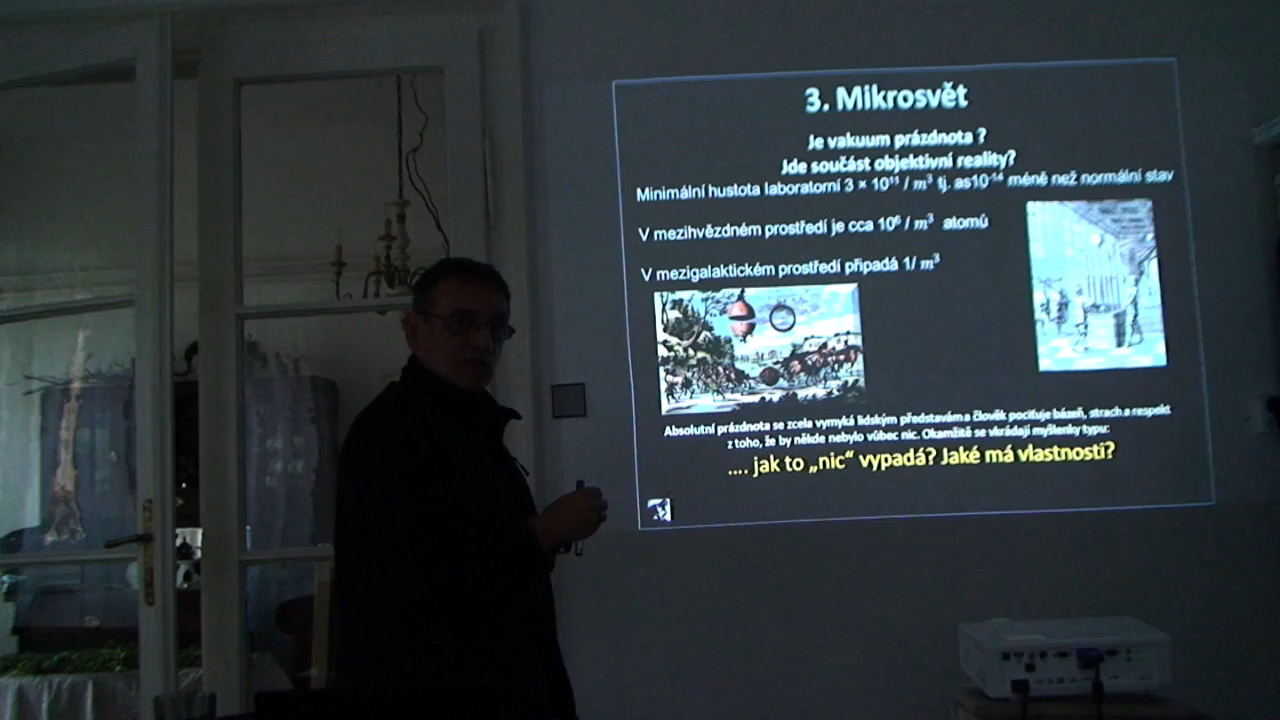 3. Mikrosvět
Je vakuum prázdnota ?
Jde součást objektivní reality?
Minimální hustota laboratorní 3 × 10¹¹ / m³ tj. as10⁻¹⁴ méně než normální stav
V mezihvězdném prostředí je cca 10⁶ / m³ atomů
V mezigalaktickém prostředí připadá 1/ m³
Absolutní prázdnota se zcela vymyká lidským představám a člověk pociťuje bázeň, strach a respekt
z toho, že by někde nebylo vůbec nic. Okamžitě se vkrádají myšlenky typu:
.... jak to „nic“ vypadá? Jaké má vlastnosti?